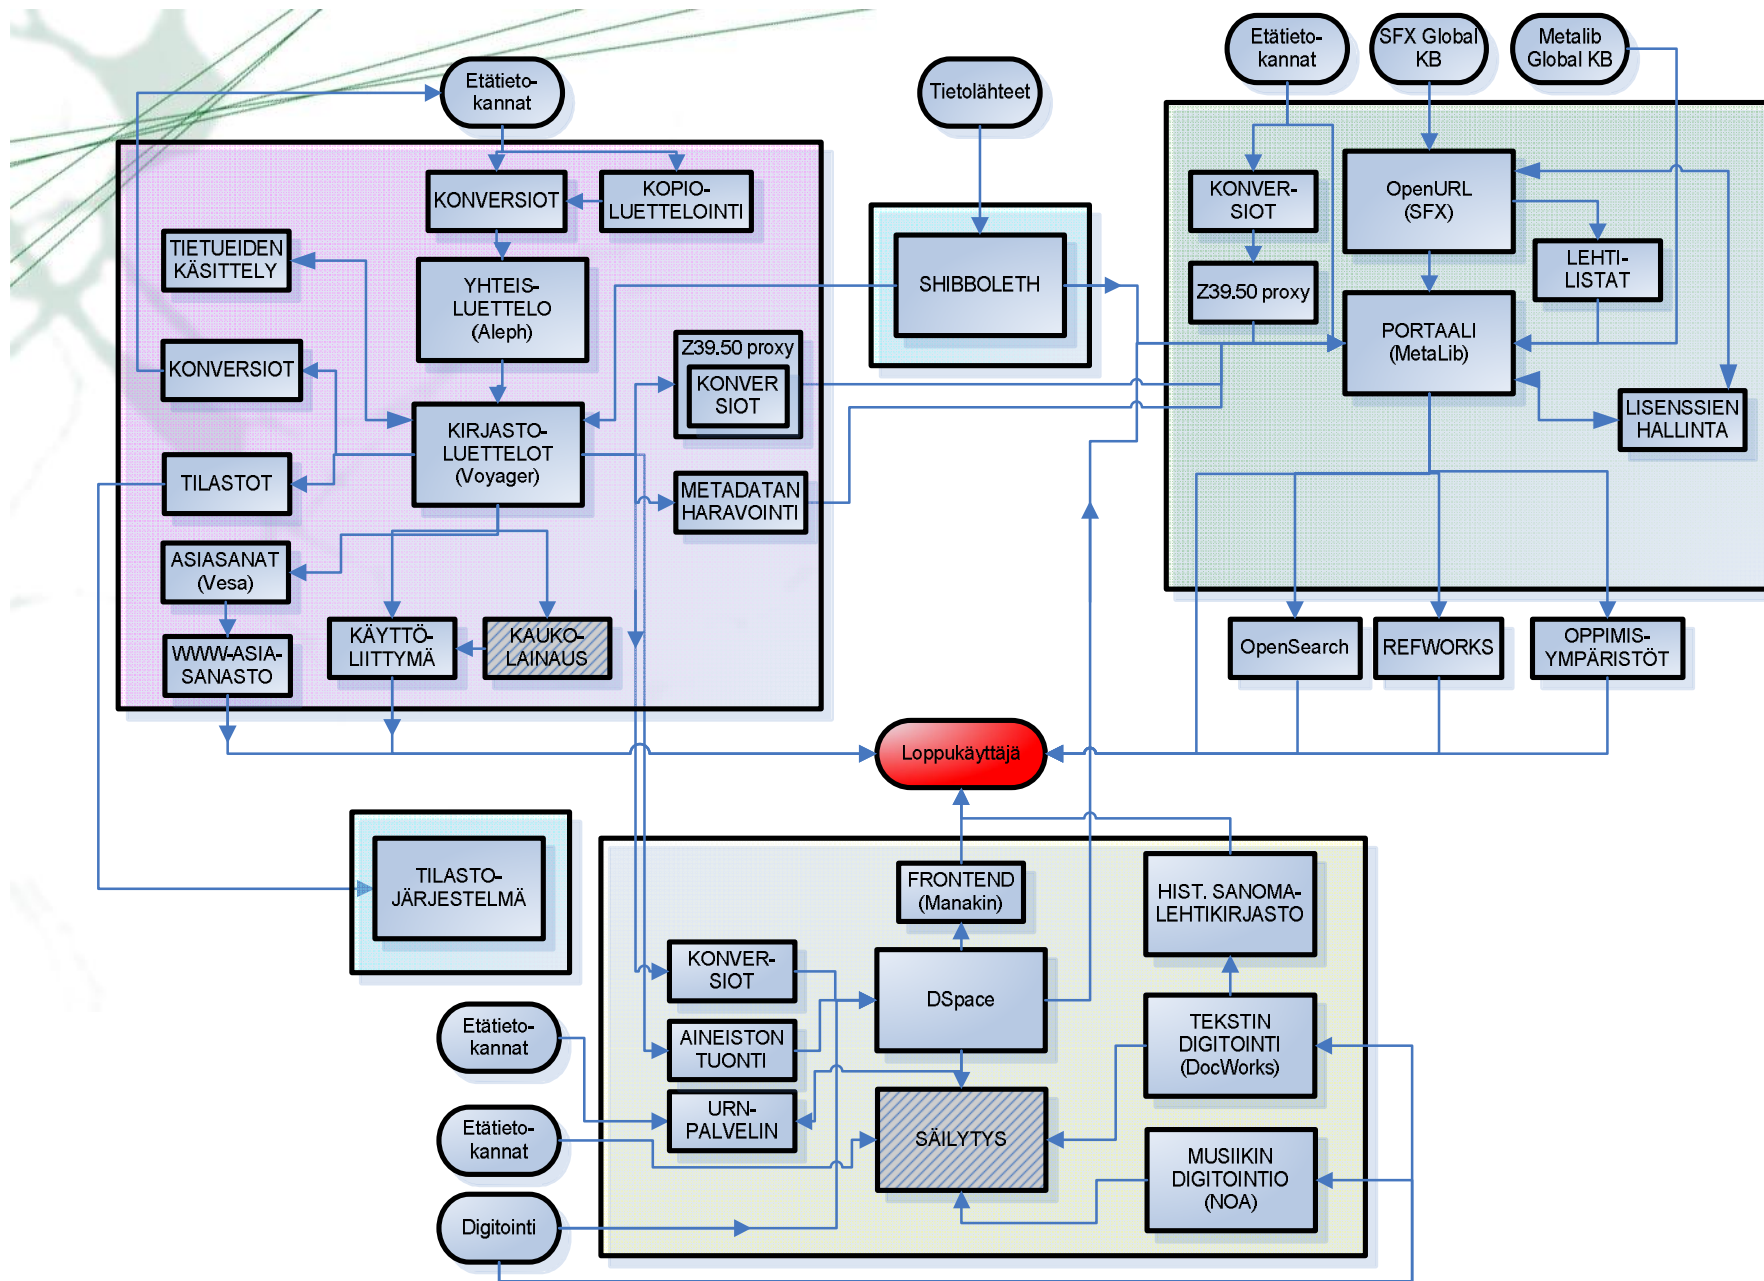 Etätieto-
kannat
SFX Global
KB
Metalib
Global KB
Etätieto-
kannat
Tietolähteet
KONVERSIOT
KOPIO-
LUETTELOINTI
KONVER-
SIOT
OpenURL
(SFX)
TIETUEIDEN
KÄSITTELY
YHTEIS-
LUETTELO
(Aleph)
SHIBBOLETH
Z39.50 proxy
LEHTI-
LISTAT
KONVERSIOT
Z39.50 proxy
KONVER
SIOT
PORTAALI
(MetaLib)
KIRJASTO-
LUETTELOT
(Voyager)
LISENSSIEN
HALLINTA
TILASTOT
METADATAN
HARAVOINTI
ASIASANAT
(Vesa)
WWW-ASIA-
SANASTO
KÄYTTÖ-
LIITTYMÄ
KAUKO-
LAINAUS
OpenSearch
REFWORKS
OPPIMIS-
YMPÄRISTÖT
Loppukäyttäjä
TILASTO-
JÄRJESTELMÄ
FRONTEND
(Manakin)
HIST. SANOMA-
LEHTIKIRJASTO
KONVER-
SIOT
DSpace
Etätieto-
kannat
AINEISTON
TUONTI
TEKSTIN
DIGITOINTI
(DocWorks)
URN-
PALVELIN
Etätieto-
kannat
SÄILYTYS
MUSIIKIN
DIGITOINTIO
(NOA)
Digitointi